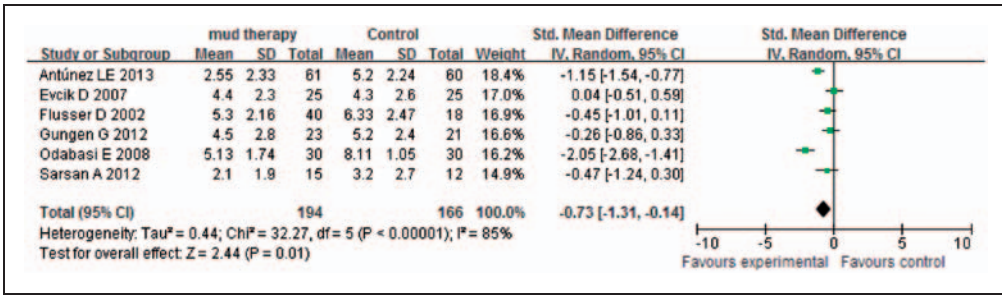 mud therapy Control Std. Mean Difference Std. Mean Difference
Study or Subgroup Mean SD Total Mean SD Total Weight IV, Random, 95% CI IV, Random, 95% CI
Antúnez LE 2013 2.55 2.33 61 5.2 2.24 60 18.4% -1.15 [-1.54, -0.77]
Evcik D 2007 4.4 2.3 25 4.3 2.6 25 17.0% 0.04 [-0.51, 0.59]
Flusser D 2002 5.3 2.16 40 6.33 2.47 18 16.9% -0.45 [-1.01, 0.11]
Gungen G 2012 4.5 2.8 23 5.2 2.4 21 16.6% -0.26 [-0.86, 0.33]
Odabasi E 2008 5.13 1.74 30 8.11 1.05 30 16.2% -2.05 [-2.68, -1.41]
Sarsan A 2012 2.1 1.9 15 3.2 2.7 12 14.9% -0.47 [-1.24, 0.30]
Total (95% CI) 194 166 100.0% -0.73 [-1.31, -0.14]
Heterogeneity: Tau² = 0.44; Chi² = 32.27, df = 5 (P < 0.00001); I² = 85%
Test for overall effect: Z = 2.44 (P = 0.01)
-10 -5 0 5 10
Favours experimental Favours control